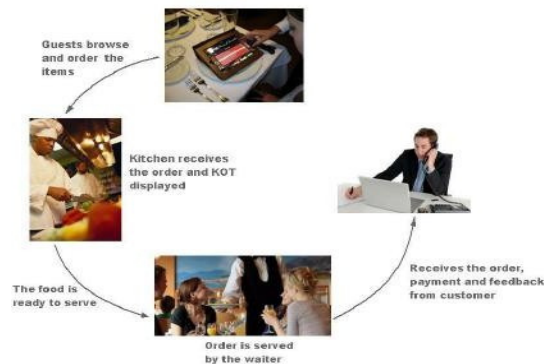 Guests browse
and order the
items
Kitchen receives
the order and KOT
displayed
The food is
ready to serve
Order is served
by the waiter
Receives the order,
payment and feedback
from customer